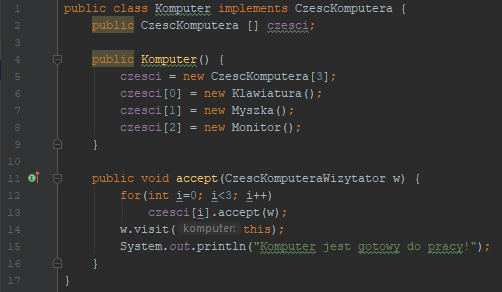 1 public class Komputer implements CzescKomputera {
2 public CzescKomputera [] czesci;
3
4 public Komputer() {
5 czesci = new CzescKomputera[3];
6 czesci[0] = new Klawiatura();
7 czesci[1] = new Myszka();
8 czesci[2] = new Monitor();
9 }
10
11 public void accept(CzescKomputeraWizytator w) {
12 for(int i=0; i<3; i++)
13 czesci[i].accept(w);
14 w.visit( komputer: this);
15 System.out.println("Komputer jest gotowy do pracy!");
16 }
17 }